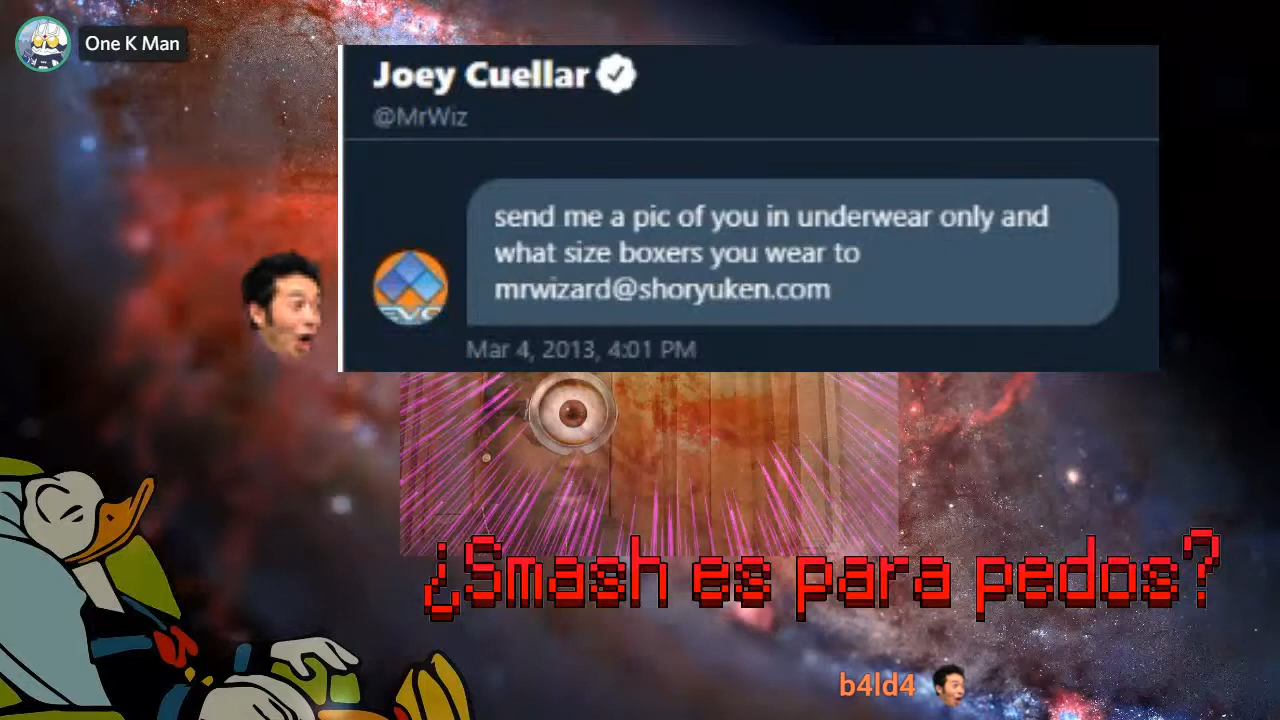 One K Man
Joey Cuellar
@MrWiz
send me a pic of you in underwear only and
what size boxers you wear to
mrwizard@shoryuken.com
EVO
Mar 4, 2013, 4:01 PM
¿Smash es para pedos?
b4ld4